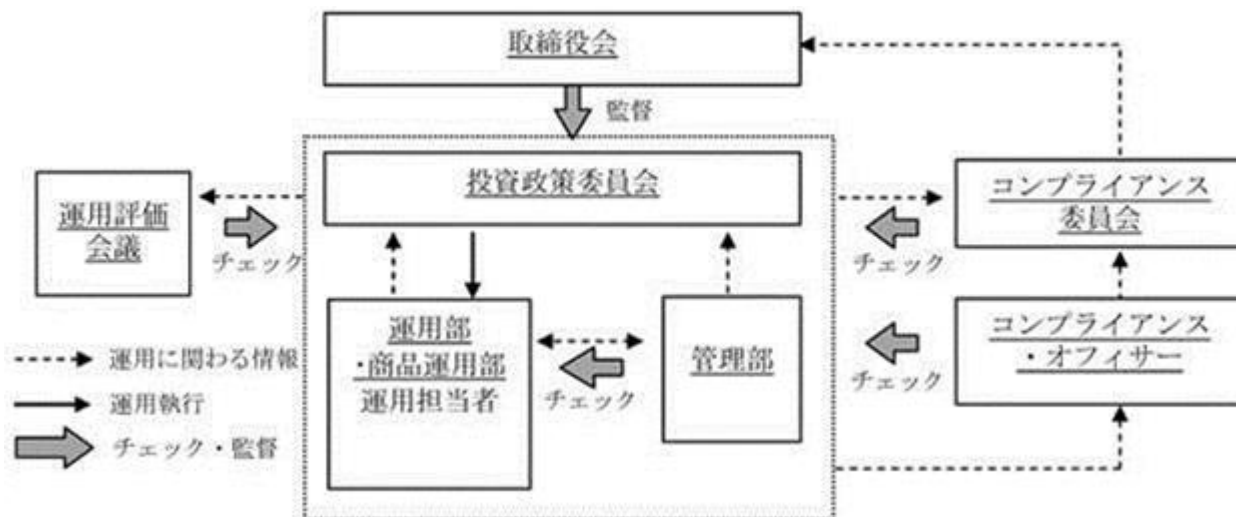 取締役会
監督
投資政策委員会
運用評価
会議
チェック
コンプライアンス
委員会
チェック
運用部
・商品運用部
運用担当者
チェック
管理部
コンプライアンス
・オフィサー
チェック
運用に関わる情報
運用執行
チェック・監督